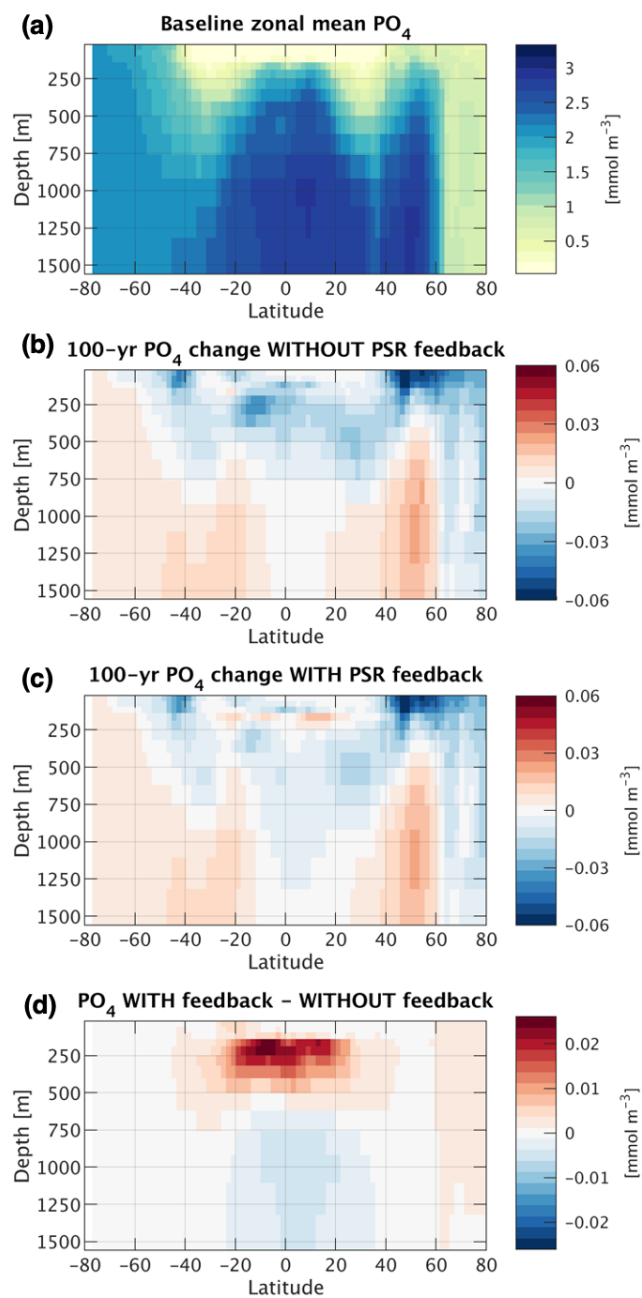 (a)
Baseline zonal mean PO₄
Depth [m]
250
500
750
1000
1250
1500
-80 -60 -40 -20 0 20 40 60 80
Latitude
3
2.5
2
1.5
1
0.5
[mmol m⁻³]
(b)
100-yr PO₄ change WITHOUT PSR feedback
Depth [m]
250
500
750
1000
1250
1500
-80 -60 -40 -20 0 20 40 60 80
Latitude
0.06
0.03
0
-0.03
-0.06
[mmol m⁻³]
(c)
100-yr PO₄ change WITH PSR feedback
Depth [m]
250
500
750
1000
1250
1500
-80 -60 -40 -20 0 20 40 60 80
Latitude
0.06
0.03
0
-0.03
-0.06
[mmol m⁻³]
(d)
PO₄ WITH feedback - WITHOUT feedback
Depth [m]
250
500
750
1000
1250
1500
-80 -60 -40 -20 0 20 40 60 80
Latitude
0.02
0.01
0
-0.01
-0.02
[mmol m⁻³]